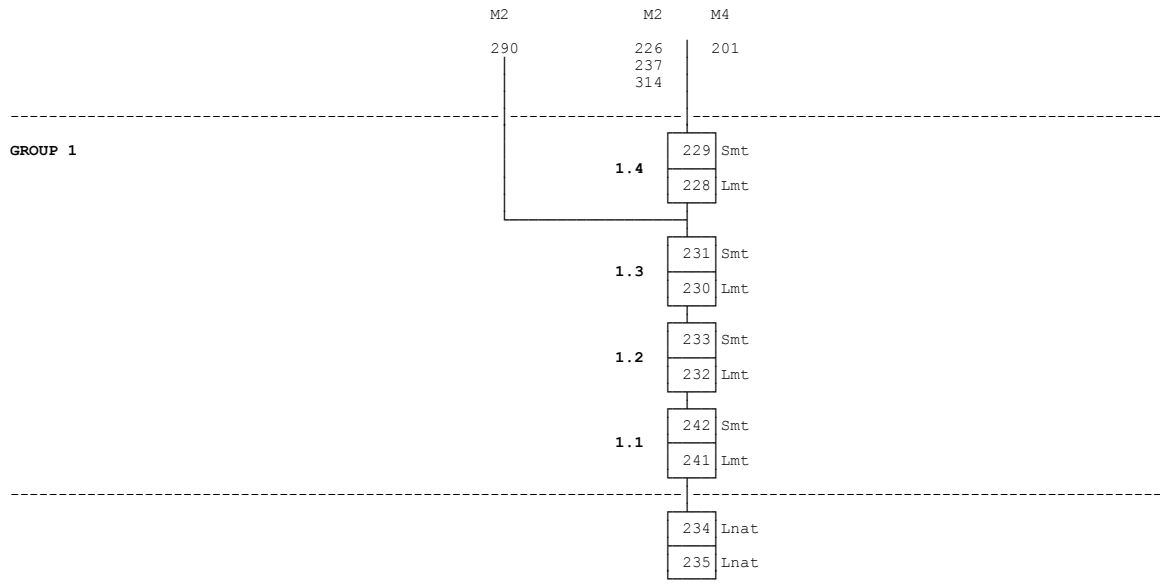 M2 M2 M4
290 226 201
237
314
GROUP 1
229 Smt
1.4
228 Lmt
231 Smt
1.3
230 Lmt
233 Smt
1.2
232 Lmt
242 Smt
1.1
241 Lmt
234 Lnat
235 Lnat